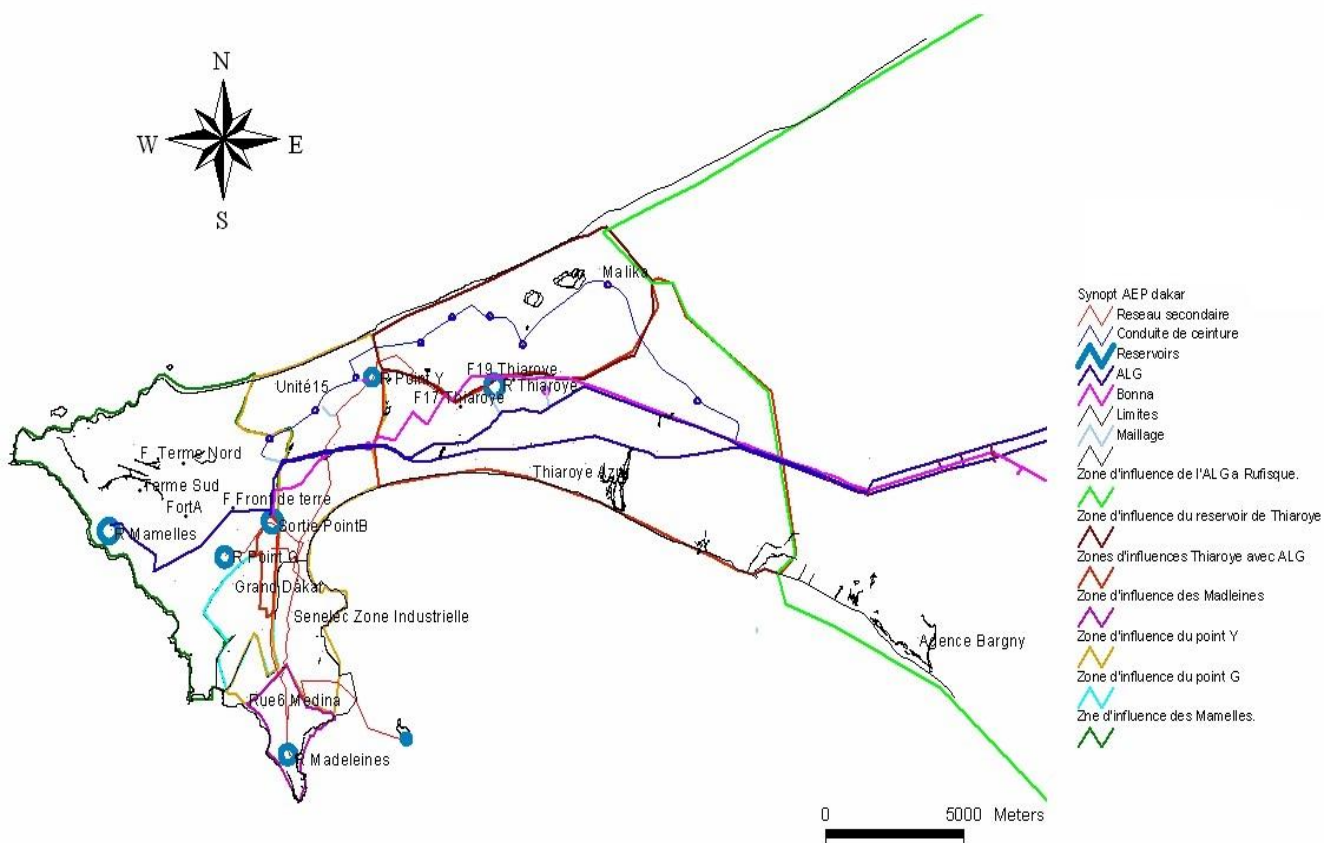 N
W E
S
Malika
F19 Thiaroye
R Point Y
R Thiaroye
Unité15
F17 Thiaroye
F Terme Nord
Thiaroye Azur
Terme Sud
F Front de terre
FortA
Sortie PointB
R Mamelles
R Point G
Grand Dakar
Senelec Zone Industrielle
Agence Bargny
Rue6 Medina
R Madeleines
0 5000 Meters
Synopt AEP dakar
Reseau secondaire
Conduite de ceinture
Reservoirs
ALG
Bonna
Limites
Maillage
Zone d'influence de l'ALG a Rufisque.
Zone d'influence du reservoir de Thiaroye
Zones d'influences Thiaroye avec ALG
Zone d'influence des Madleines
Zone d'influence du point Y
Zone d'influence du point G
Zne d'influence des Mamelles.